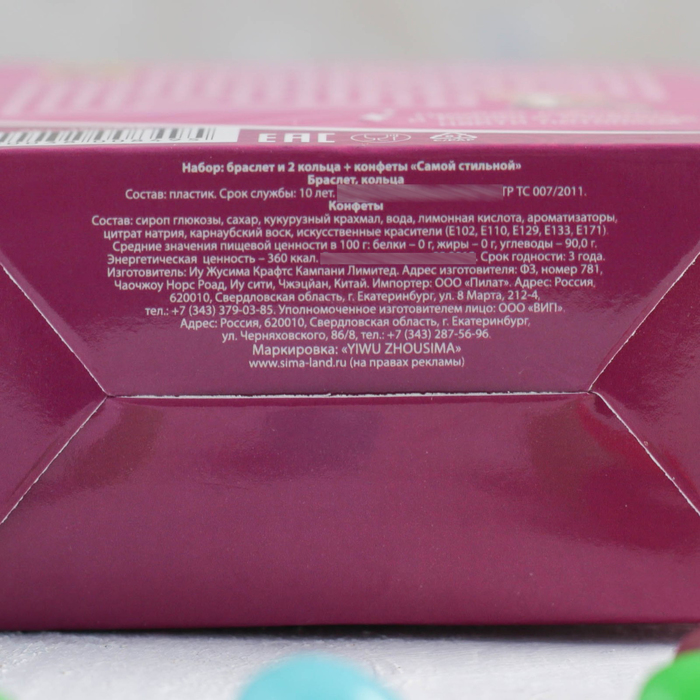 EAC
Набор: браслет и 2 кольца + конфеты «Самой стильной»
Браслет, кольца
Состав: пластик. Срок службы: 10 лет. ТР ТС 007/2011.
Конфеты
Состав: сироп глюкозы, сахар, кукурузный крахмал, вода, лимонная кислота, ароматизаторы,
цитрат натрия, карнаубский воск, искусственные красители (E102, E110, E129, E133, E171).
Средние значения пищевой ценности в 100 г: белки – 0 г, жиры – 0 г, углеводы – 90,0 г.
Энергетическая ценность – 360 ккал. Срок годности: 3 года.
Изготовитель: Иу Жусима Крафтс Кампани Лимитед. Адрес изготовителя: ФЗ, номер 781,
Чаочжоу Норс Роад, Иу сити, Чжэцйан, Китай. Импортер: ООО «Пилат». Адрес: Россия,
620010, Свердловская область, г. Екатеринбург, ул. 8 Марта, 212-4,
тел.: +7 (343) 379-03-85. Уполномоченное изготовителем лицо: ООО «ВИП».
Адрес: Россия, 620010, Свердловская область, г. Екатеринбург,
ул. Черняховского, 86/8, тел.: +7 (343) 287-56-96.
Маркировка: «YIWU ZHOUSIMA»
www.sima-land.ru (на правах рекламы)